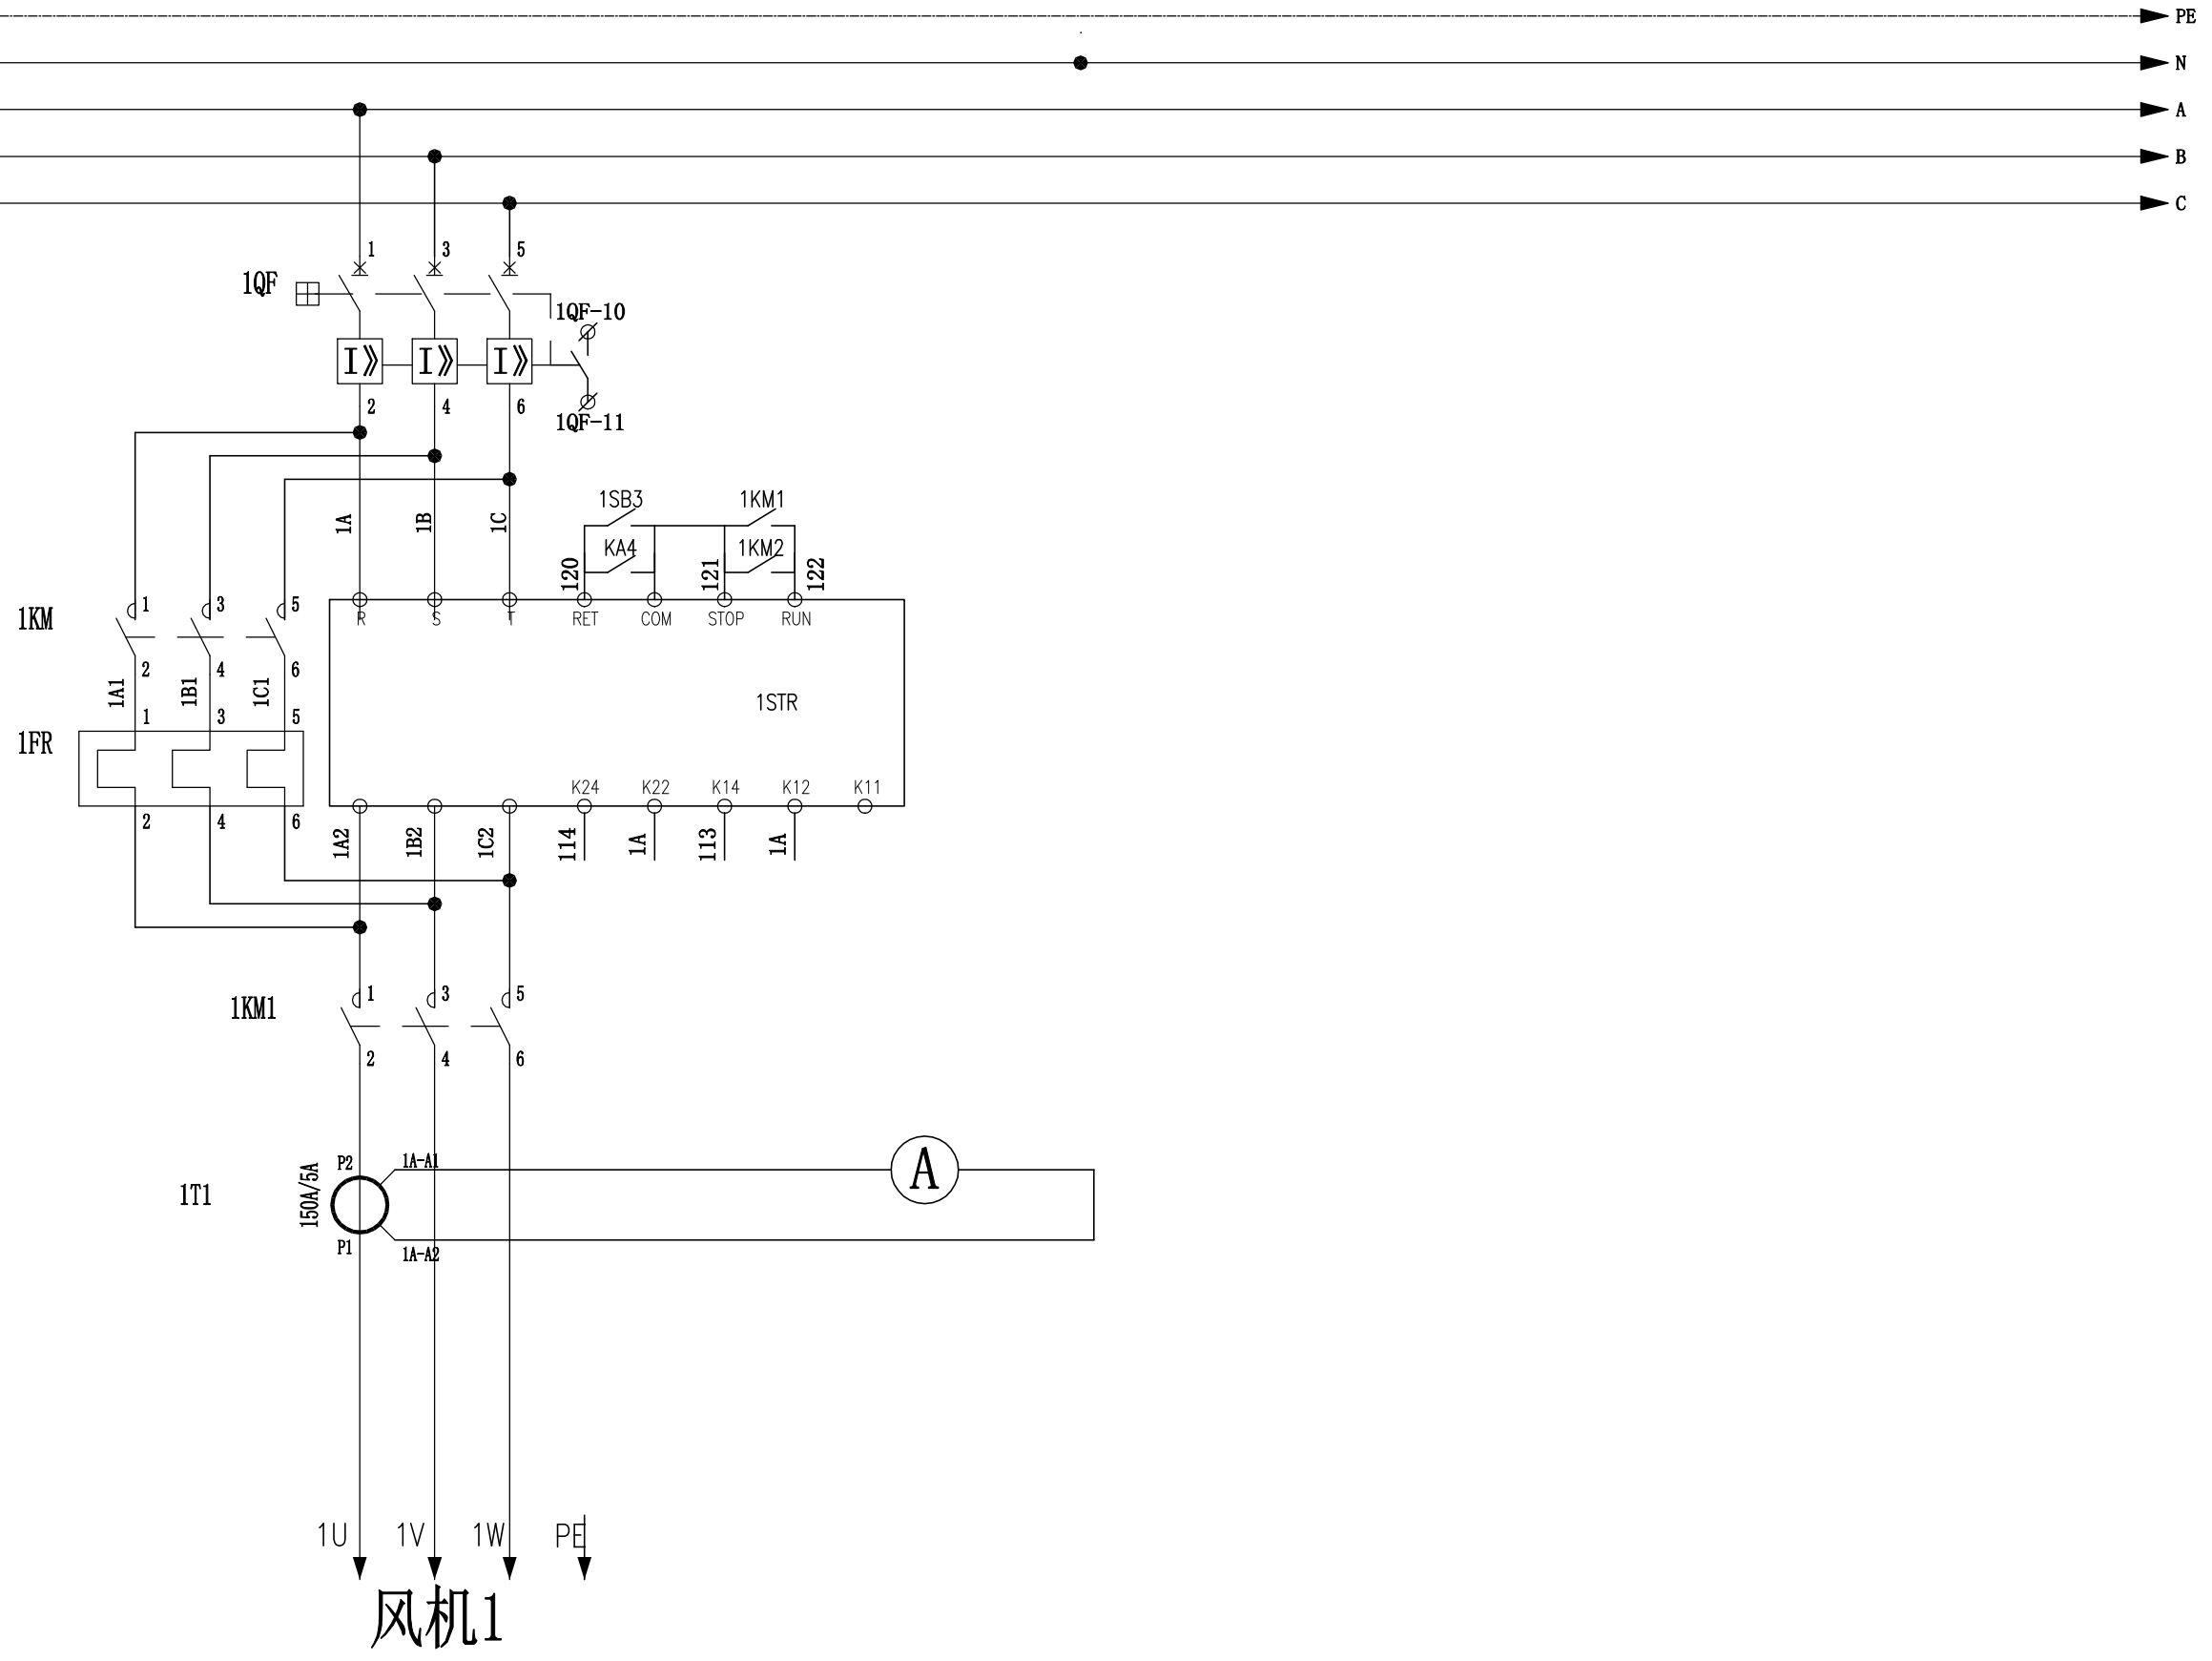 PE
N
A
B
C
1 3 5
1QF
1QF-10
I》 I》 I》
2 4 6
1QF-11
1SB3 1KM1
1A 1B 1C
KA4 1KM2
120 121 122
1KM
1 3 5
R S T RET COM STOP RUN
2 4 6
1A1 1B1 1C1
1STR
1 3 5
1FR
K24 K22 K14 K12 K11
2 4 6
1A2 1B2 1C2 114 1A 113 1A
1KM1
1 3 5
2 4 6
P2 1A-A1
A
1T1 150A/5A
P1 1A-A2
1U 1V 1W PE
风机1